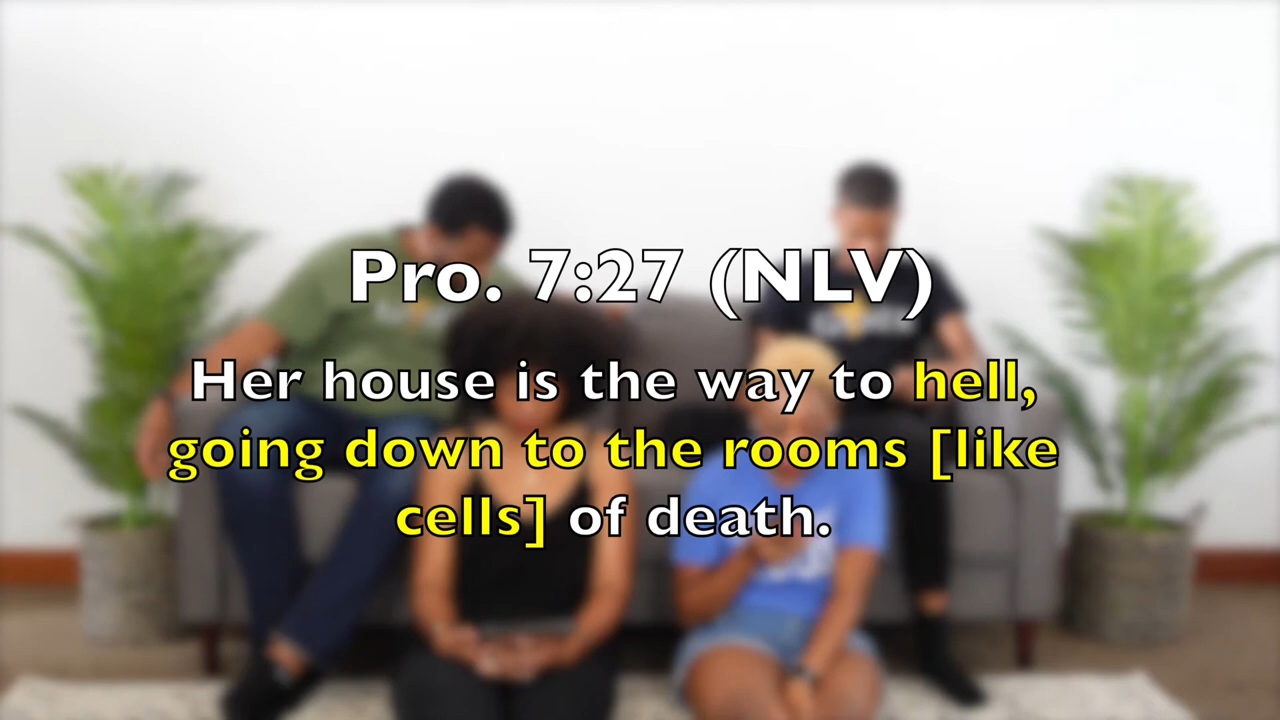 Pro. 7:27 (NLV)
Her house is the way to hell,
going down to the rooms [like
cells] of death.